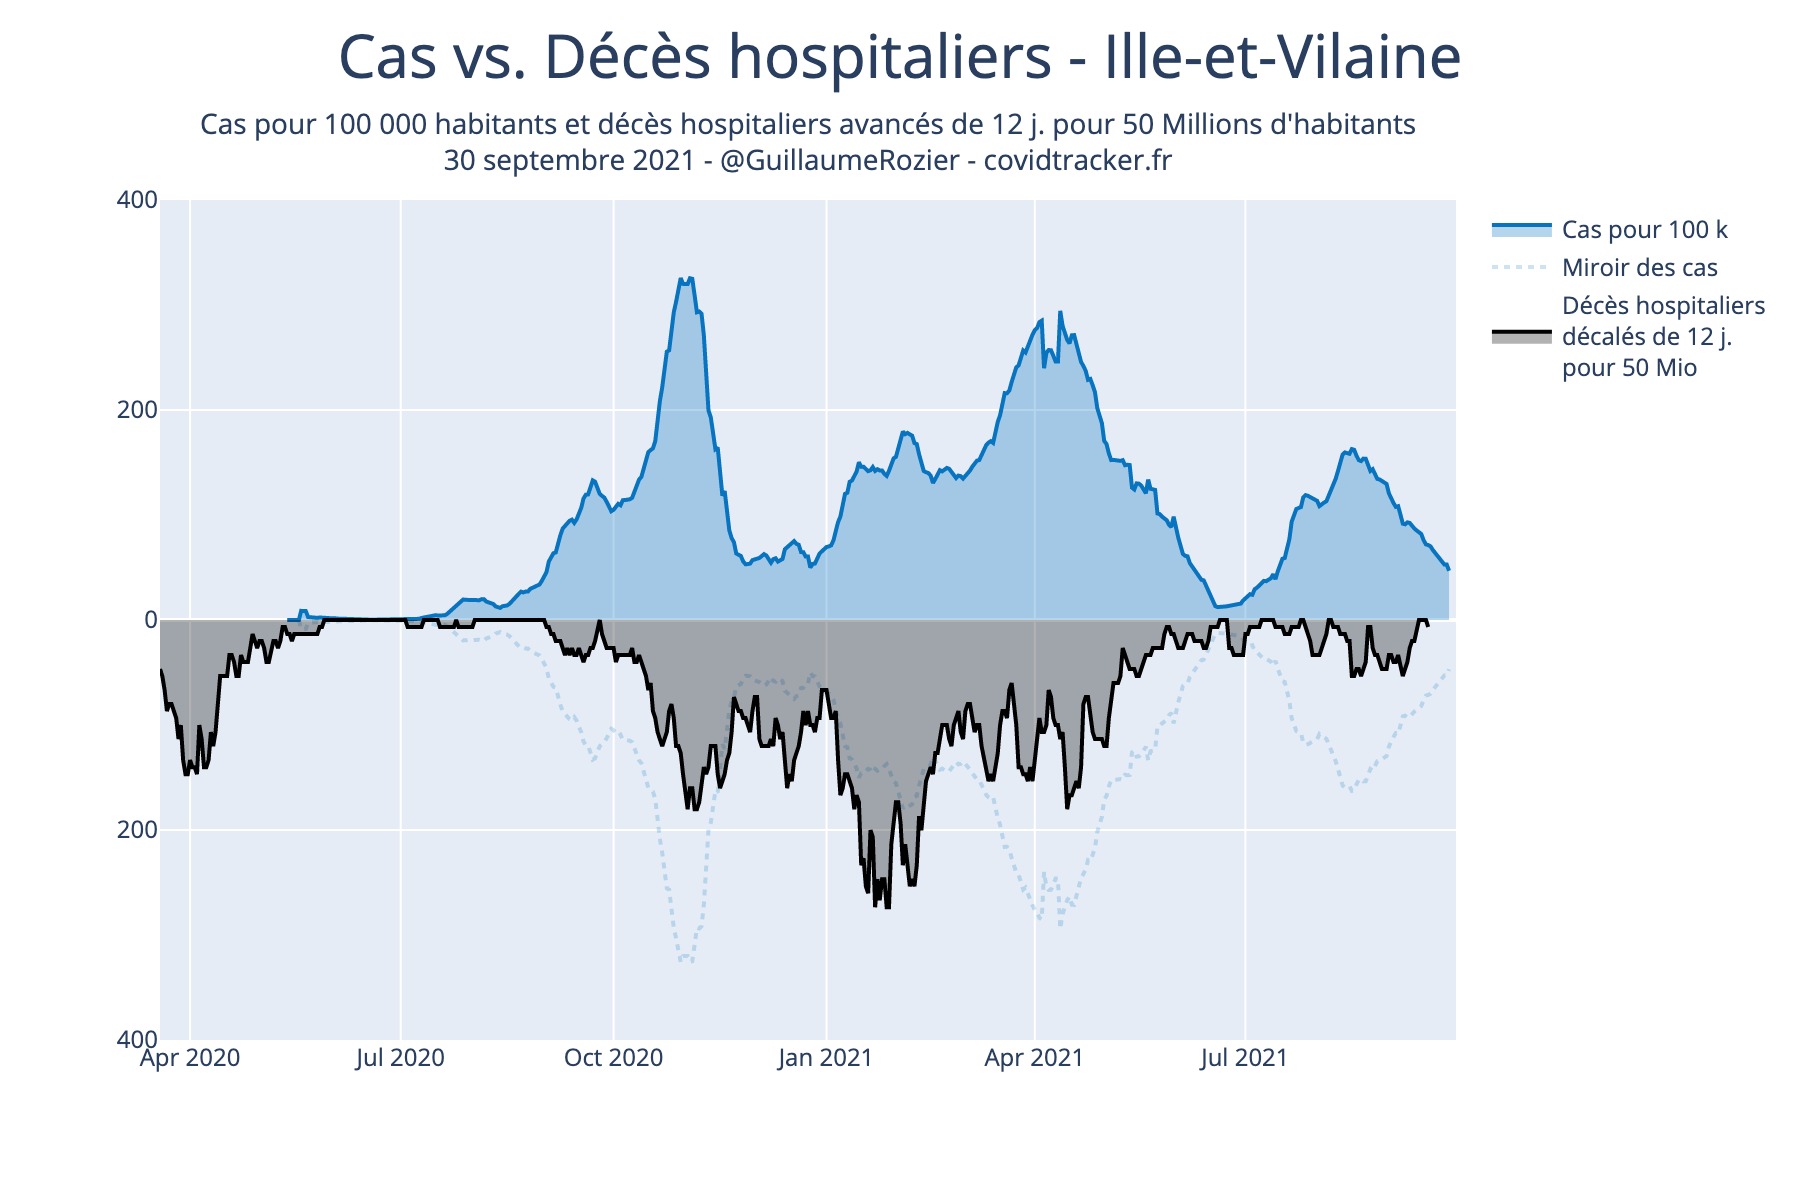 Cas vs. Décès hospitaliers - Ille-et-Vilaine
Cas pour 100 000 habitants et décès hospitaliers avancés de 12 j. pour 50 Millions d'habitants
30 septembre 2021 - @GuillaumeRozier - covidtracker.fr
400
200
0
200
400
Apr 2020
Jul 2020
Oct 2020
Jan 2021
Apr 2021
Jul 2021
Cas pour 100 k
Miroir des cas
Décès hospitaliers
décalés de 12 j.
pour 50 Mio